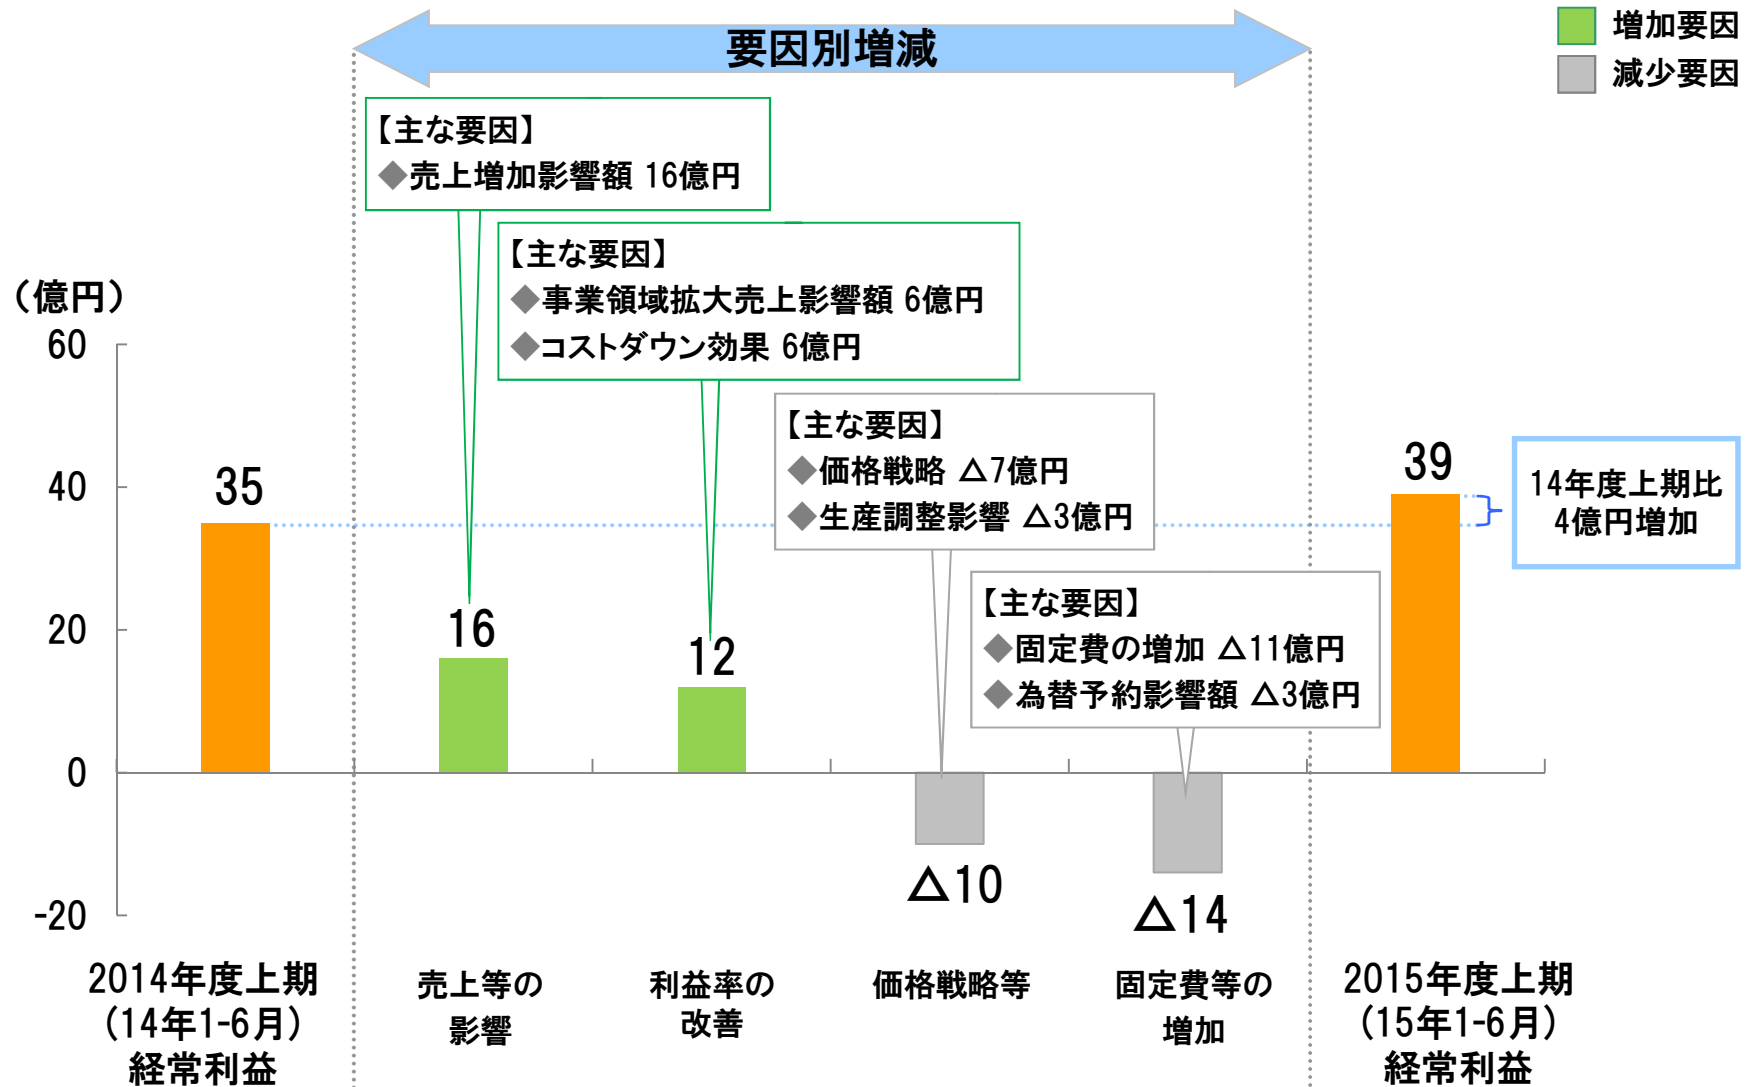 要因別増減
増加要因
減少要因
【主な要因】
◆売上増加影響額 16億円
【主な要因】
◆事業領域拡大売上影響額 6億円
◆コストダウン効果 6億円
【主な要因】
◆価格戦略 △7億円
◆生産調整影響 △3億円
【主な要因】
◆固定費の増加 △11億円
◆為替予約影響額 △3億円
14年度上期比
4億円増加
（億円）
60
40
20
0
-20
35
16
12
△10
△14
39
2014年度上期
（14年1-6月）
経常利益
売上等の
影響
利益率の
改善
価格戦略等
固定費等の
増加
2015年度上期
（15年1-6月）
経常利益